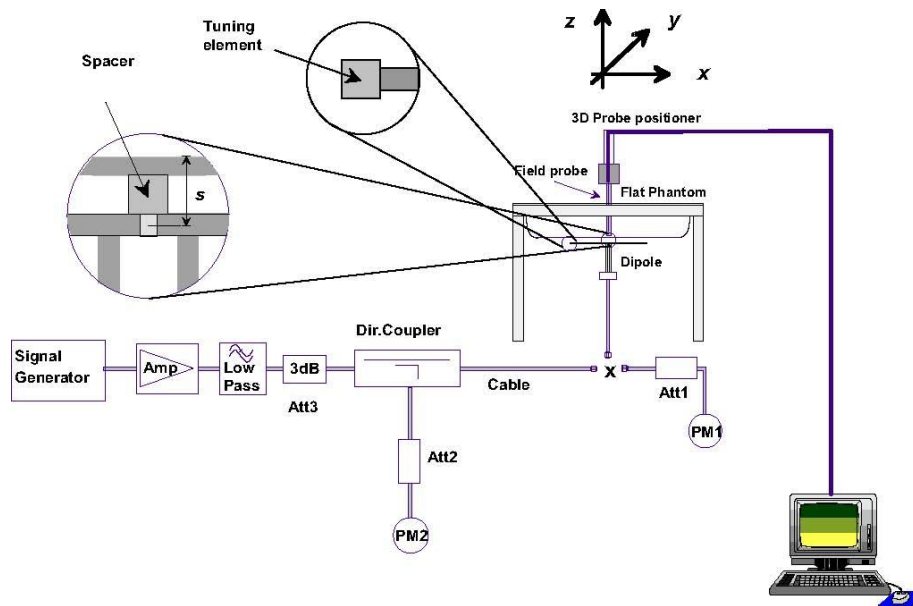 Tuning
element
Spacer
s
z
y
x
3D Probe positioner
Field probe
Flat Phantom
Dipole
Signal
Generator
Amp
Low
Pass
3dB
Att3
Dir.Coupler
Cable
x
Att1
PM1
Att2
PM2